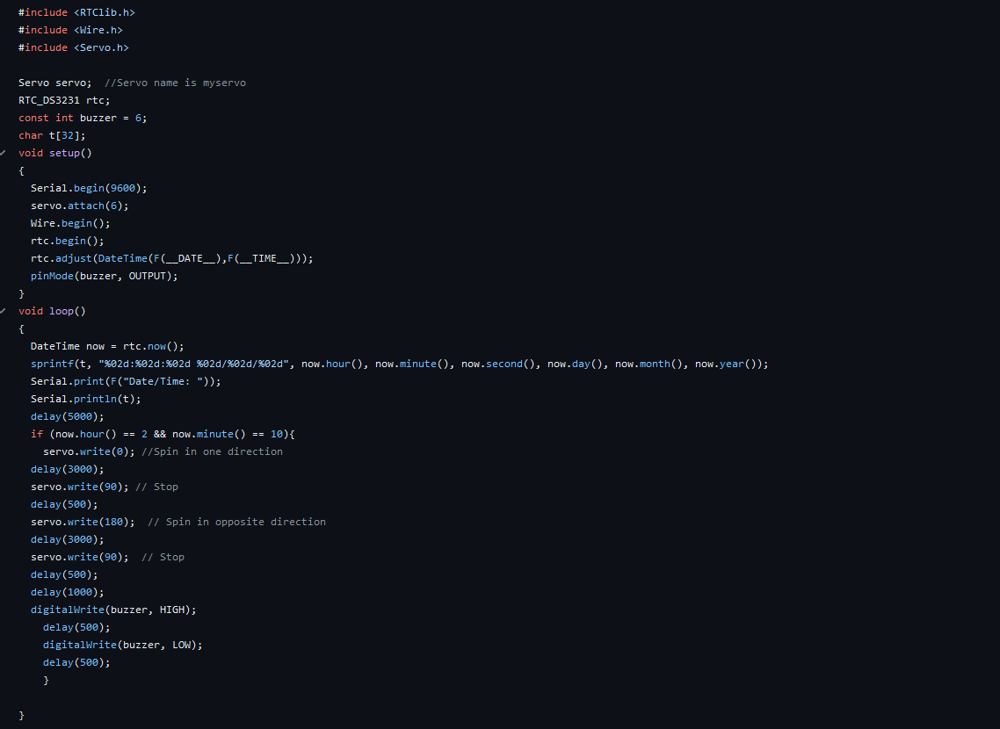 #include <RTClib.h>
#include <Wire.h>
#include <Servo.h>
Servo servo;  //Servo name is myservo
RTC_DS3231 rtc;
const int buzzer = 6;
char t[32];
void setup()
{
  Serial.begin(9600);
  servo.attach(6);
  Wire.begin();
  rtc.begin();
  rtc.adjust(DateTime(F(__DATE__),F(__TIME__)));
  pinMode(buzzer, OUTPUT);
}
void loop()
{
  DateTime now = rtc.now();
  sprintf(t, "%02d:%02d:%02d %02d/%02d/%02d", now.hour(), now.minute(), now.second(), now.day(), now.month(), now.year());
  Serial.print(F("Date/Time: "));
  Serial.println(t);
  delay(5000);
  if (now.hour() == 2 && now.minute() == 10){
    servo.write(0); //Spin in one direction
  delay(3000);
  servo.write(90); // Stop
  delay(500);
  servo.write(180);  // Spin in opposite direction
  delay(3000);
  servo.write(90);  // Stop
  delay(500);
  delay(1000);
  digitalWrite(buzzer, HIGH);
    delay(500);
    digitalWrite(buzzer, LOW);
    delay(500);
    }
}